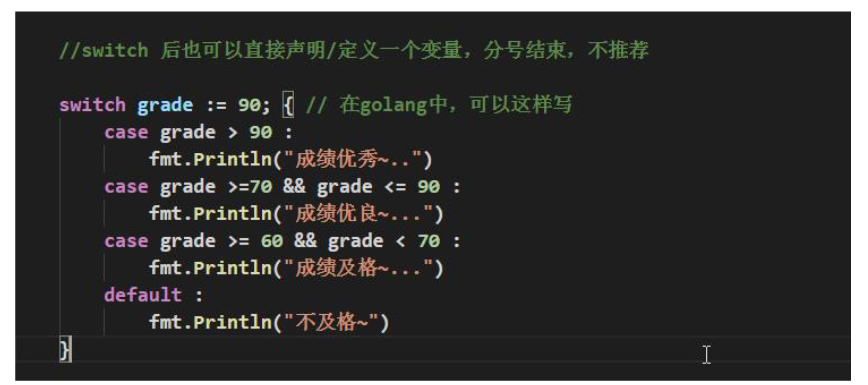 //switch 后也可以直接声明/定义一个变量，分号结束，不推荐
switch grade := 90; { // 在golang中，可以这样写
case grade > 90 :
fmt.Println("成绩优秀~..")
case grade >=70 && grade <= 90 :
fmt.Println("成绩优良~...")
case grade >= 60 && grade < 70 :
fmt.Println("成绩及格~...")
default :
fmt.Println("不及格~")
}